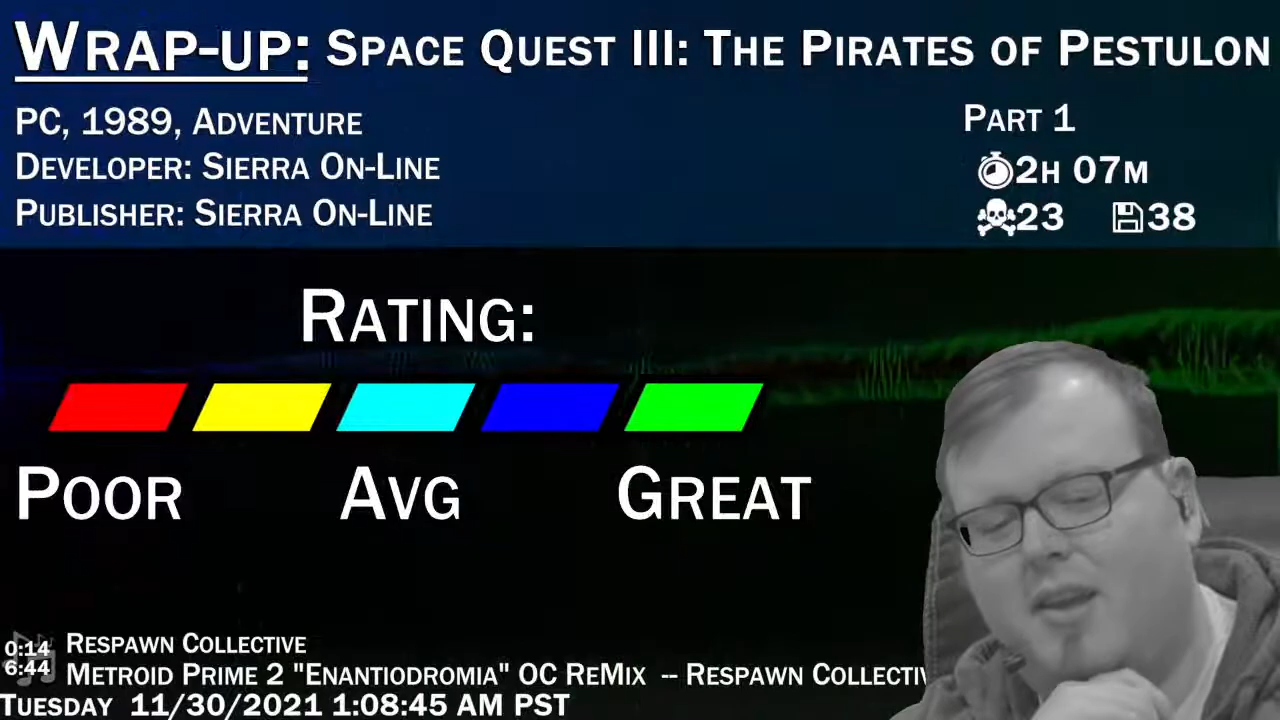 WRAP-UP: SPACE QUEST III: THE PIRATES OF PESTULON
PC, 1989, ADVENTURE
DEVELOPER: SIERRA ON-LINE
PUBLISHER: SIERRA ON-LINE
PART 1
2H 07M
23 38
RATING:
POOR AVG GREAT
0:14
6:44
RESPAWN COLLECTIVE
METROID PRIME 2 "ENANTIODROMIA" OC REMIX -- RESPAWN COLLECTIV
TUESDAY 11/30/2021 1:08:45 AM PST